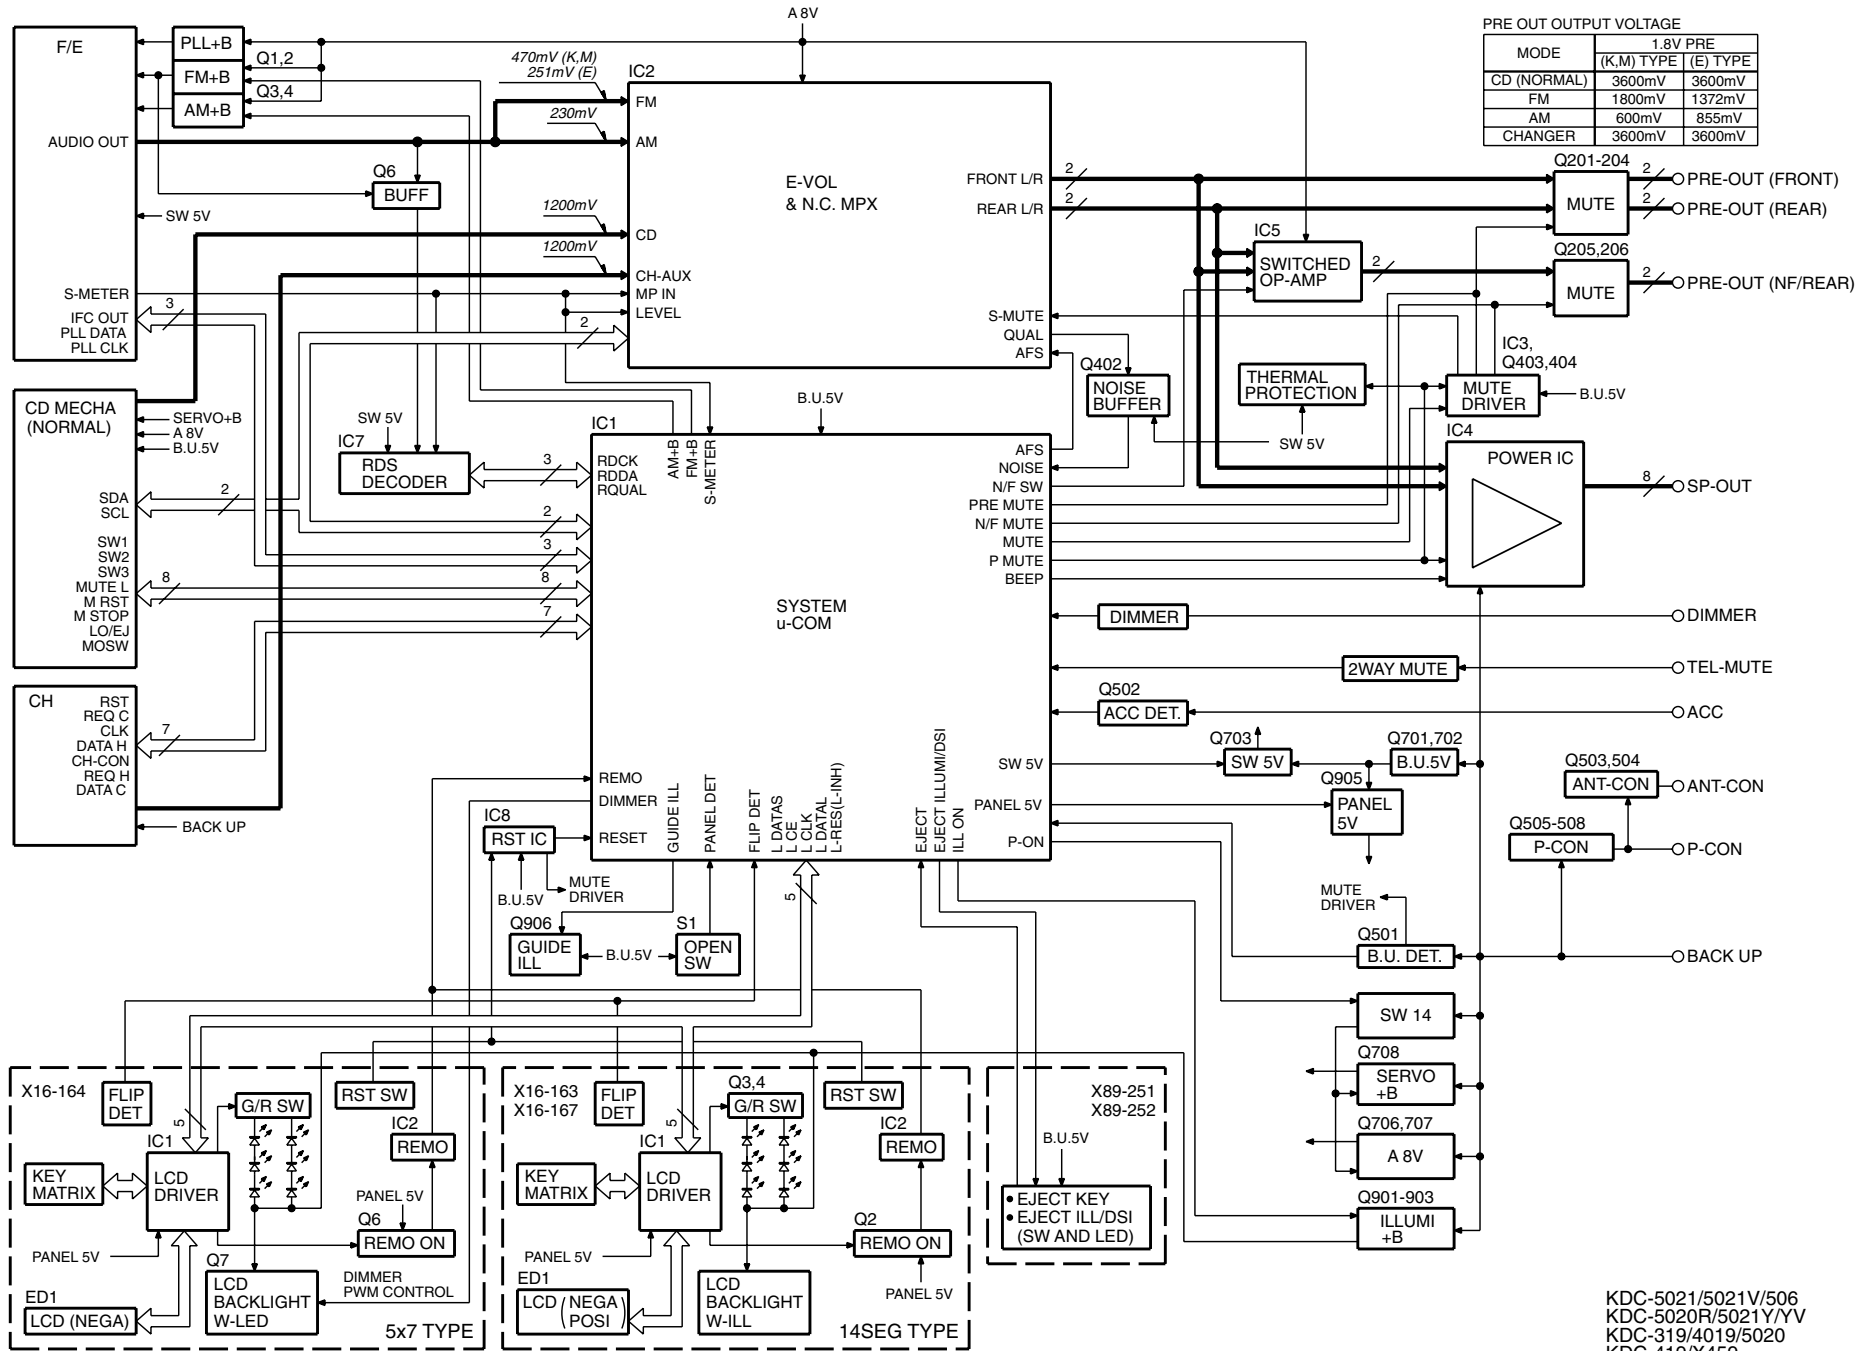 A 8V
PRE OUT OUTPUT VOLTAGE
MODE
1.8V PRE
(K,M) TYPE
(E) TYPE
CD (NORMAL)
3600mV
3600mV
FM
1800mV
1372mV
AM
600mV
855mV
CHANGER
3600mV
3600mV
F/E
PLL+B
Q1,2
FM+B
Q3,4
AM+B
AUDIO OUT
Q6
BUFF
SW 5V
S-METER
IFC OUT
PLL DATA
PLL CLK
3
470mV (K,M)
251mV (E)
230mV
1200mV
1200mV
2
IC2
FM
AM
CD
CH-AUX
MP IN
LEVEL
E-VOL
& N.C. MPX
FRONT L/R
REAR L/R
S-MUTE
QUAL
AFS
2
2
Q201-204
MUTE
2
PRE-OUT (FRONT)
2
PRE-OUT (REAR)
IC5
SWITCHED
OP-AMP
2
Q205,206
MUTE
2
PRE-OUT (NF/REAR)
Q402
NOISE
BUFFER
THERMAL
PROTECTION
SW 5V
IC3,
Q403,404
MUTE
DRIVER
B.U.5V
IC4
POWER IC
8
SP-OUT
CD MECHA
(NORMAL)
SERVO+B
A 8V
B.U.5V
SDA
SCL
2
SW1
SW2
SW3
MUTE L
M RST
M STOP
LO/EJ
MOSW
8
SW 5V
IC7
RDS
DECODER
3
2
3
8
7
CH
RST
REQ C
CLK
DATA H
CH-CON
REQ H
DATA C
7
BACK UP
B.U.5V
IC1
RDCK
RDDA
RQUAL
AM+B
FM+B
S-METER
SYSTEM
u-COM
AFS
NOISE
N/F SW
PRE MUTE
N/F MUTE
MUTE
P MUTE
BEEP
SW 5V
PANEL 5V
P-ON
REMO
DIMMER
RESET
GUIDE ILL
PANEL DET
FLIP DET
L DATAS
L CE
L CLK
L DATAL
L-RES(L-INH)
EJECT
EJECT ILLUMI/DSI
ILL ON
DIMMER
DIMMER
2WAY MUTE
TEL-MUTE
Q502
ACC DET.
ACC
Q703
SW 5V
Q701,702
B.U.5V
Q905
PANEL
5V
Q503,504
ANT-CON
ANT-CON
Q505-508
P-CON
P-CON
MUTE
DRIVER
Q501
B.U. DET.
BACK UP
SW 14
Q708
SERVO
+B
Q706,707
A 8V
Q901-903
ILLUMI
+B
IC8
RST IC
B.U.5V
MUTE
DRIVER
Q906
GUIDE
ILL
B.U.5V
S1
OPEN
SW
5
X16-164
FLIP
DET
G/R SW
RST SW
5
IC1
LCD
DRIVER
KEY
MATRIX
IC2
REMO
PANEL 5V
Q6
REMO ON
PANEL 5V
Q7
LCD
BACKLIGHT
W-LED
DIMMER
PWM CONTROL
ED1
LCD (NEGA)
5x7 TYPE
X16-163
X16-167
FLIP
DET
Q3,4
G/R SW
RST SW
5
IC1
LCD
DRIVER
KEY
MATRIX
IC2
REMO
Q2
REMO ON
PANEL 5V
PANEL 5V
ED1
LCD (NEGA
POSI)
LCD
BACKLIGHT
W-ILL
14SEG TYPE
X89-251
X89-252
B.U.5V
• EJECT KEY
• EJECT ILL/DSI
(SW AND LED)
KDC-5021/5021V/506
KDC-5020R/5021Y/YV
KDC-319/4019/5020